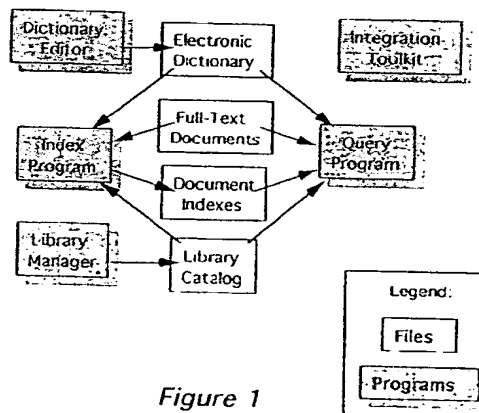 Dictionary
Editor
Electronic
Dictionary
Integration
Toolkit
Full-Text
Documents
Index
Program
Query
Program
Document
Indexes
Library
Manager
Library
Catalog
Legend:
Files
Programs
Figure 1